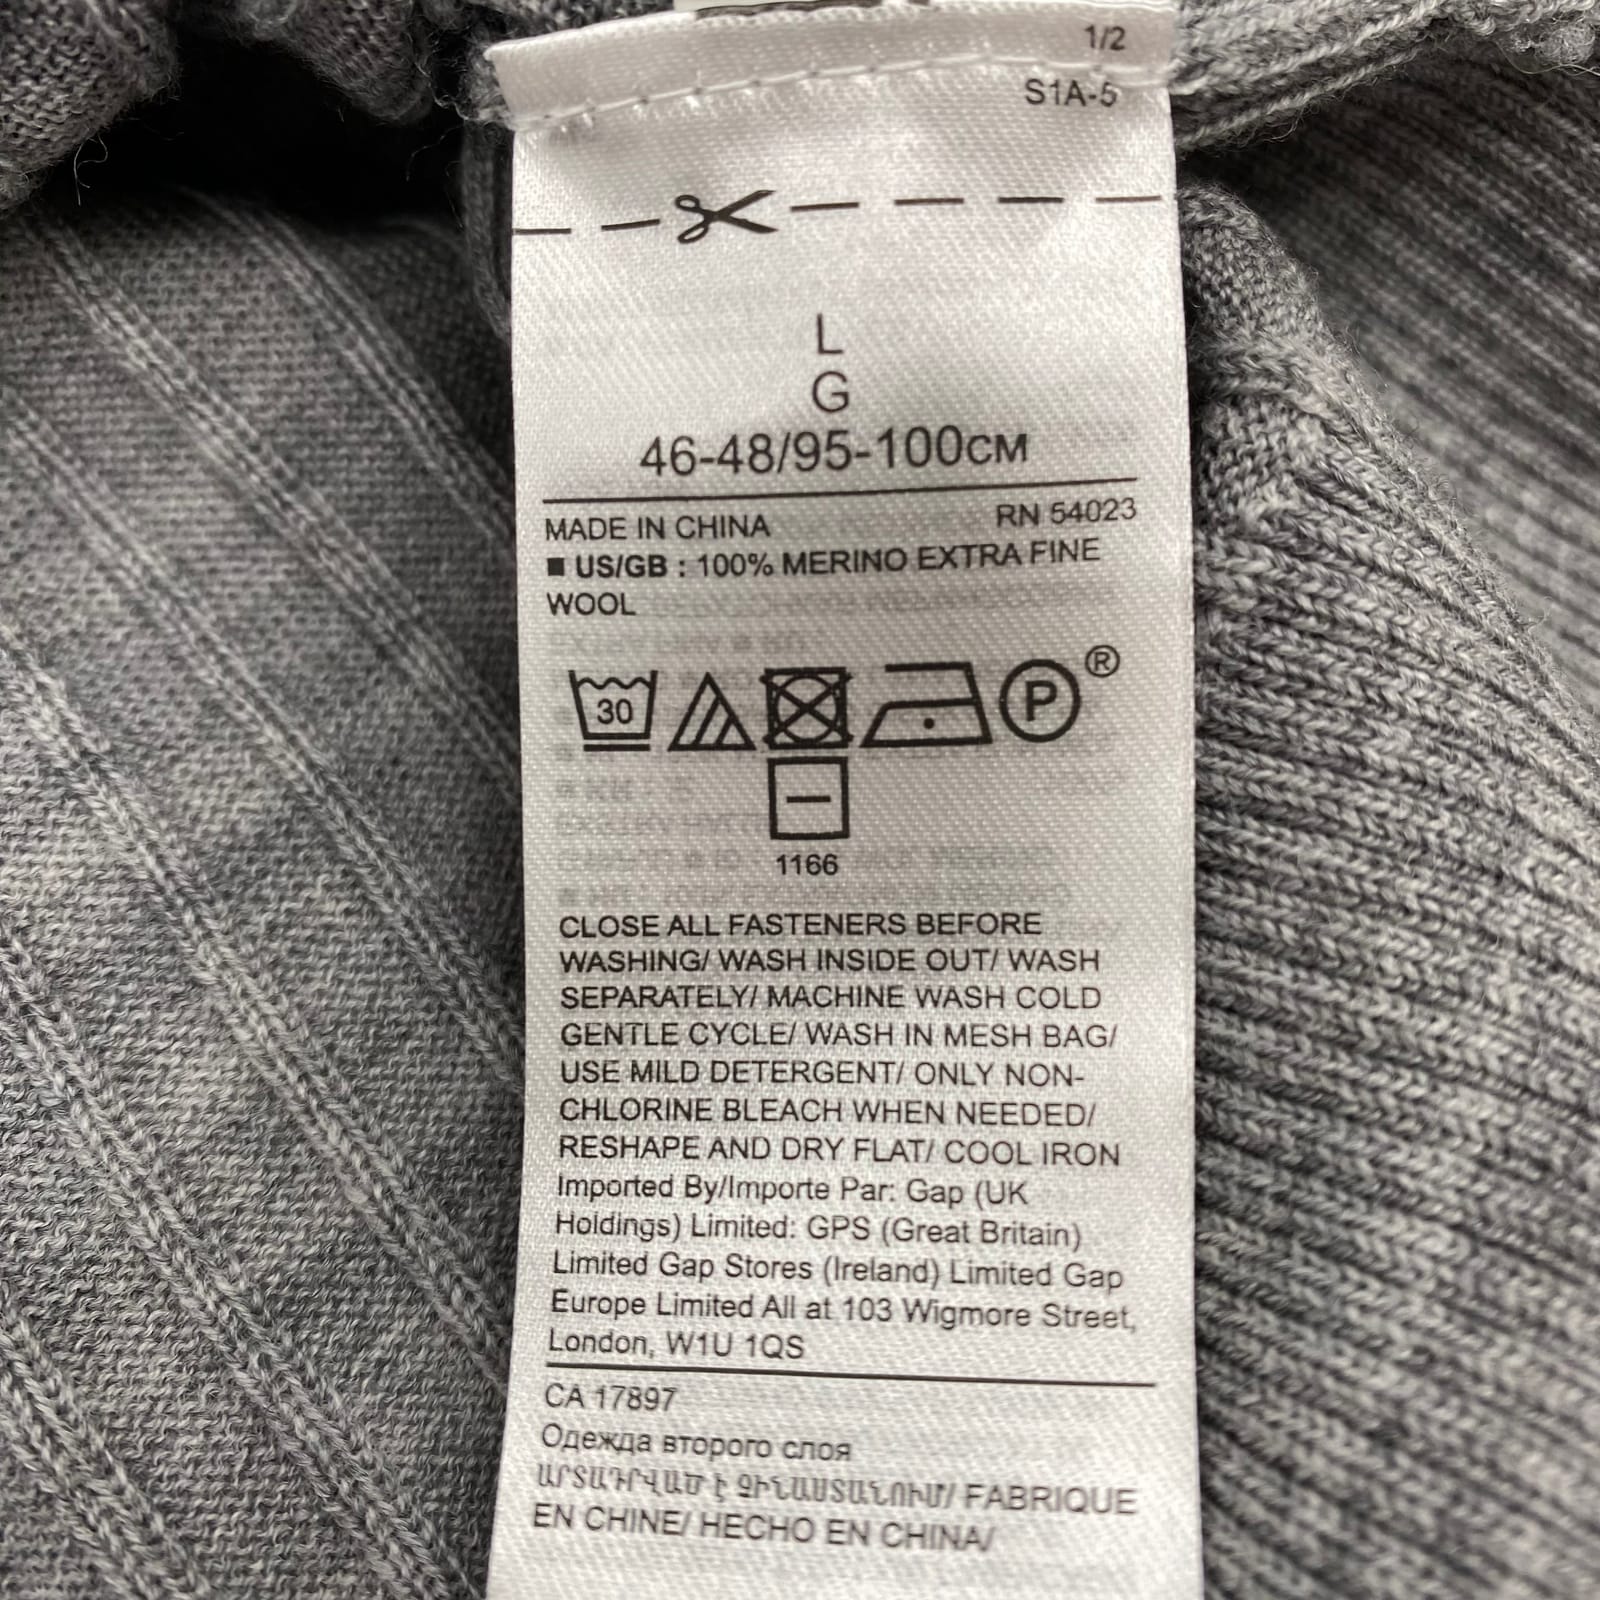 1/2
S1A-5
L
G
46-48/95-100CM
MADE IN CHINA RN 54023
■ US/GB : 100% MERINO EXTRA FINE
WOOL
30 P ®
1166
CLOSE ALL FASTENERS BEFORE
WASHING/ WASH INSIDE OUT/ WASH
SEPARATELY/ MACHINE WASH COLD
GENTLE CYCLE/ WASH IN MESH BAG/
USE MILD DETERGENT/ ONLY NON-
CHLORINE BLEACH WHEN NEEDED/
RESHAPE AND DRY FLAT/ COOL IRON
Imported By/Importe Par: Gap (UK
Holdings) Limited: GPS (Great Britain)
Limited Gap Stores (Ireland) Limited Gap
Europe Limited All at 103 Wigmore Street,
London, W1U 1QS
CA 17897
Одежда второго слоя
ԱՐՏԱԴՐՎԱԾ Է ՉԻՆԱՍՏԱՆՈՒՄ/ FABRIQUE
EN CHINE/ HECHO EN CHINA/